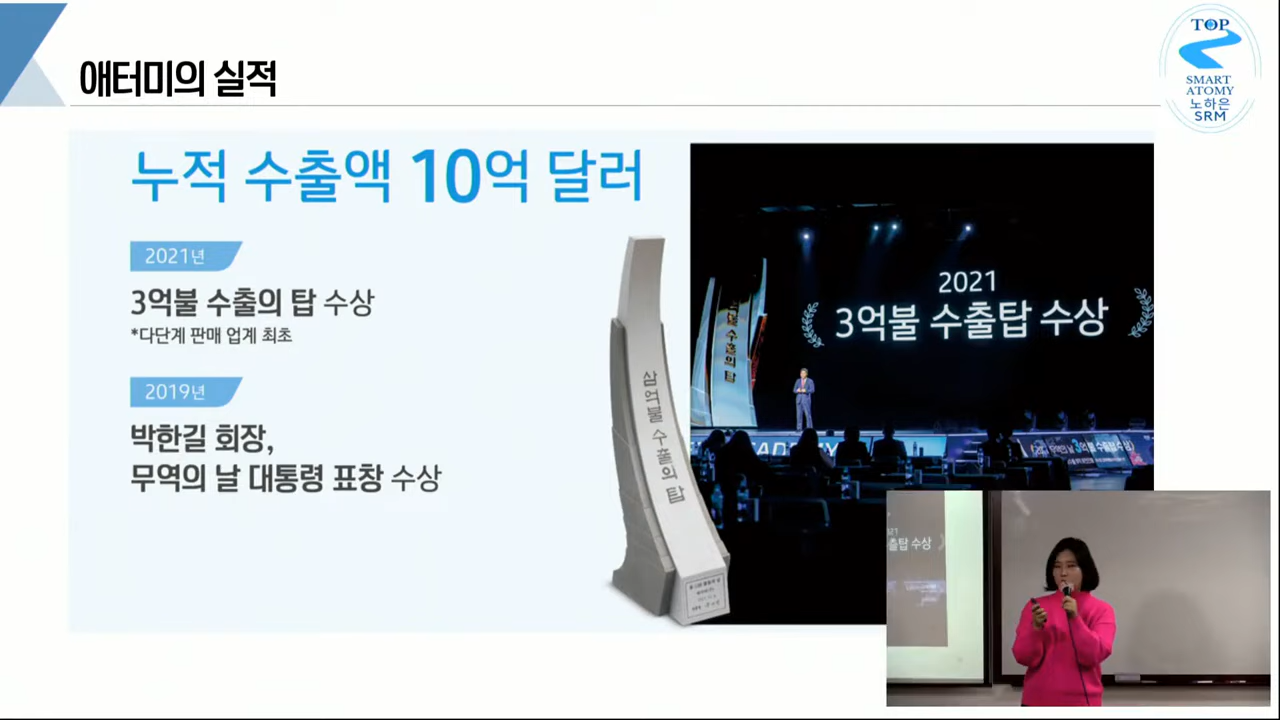 애터미의 실적
TOP
SMART
ATOMY
노하은
SRM
누적 수출액 10억 달러
2021년
3억불 수출의 탑 수상
*다단계 판매 업계 최초
2019년
박한길 회장,
무역의 날 대통령 표창 수상
삼억불 수출의 탑
2021
3억불 수출탑 수상
출탑 수상